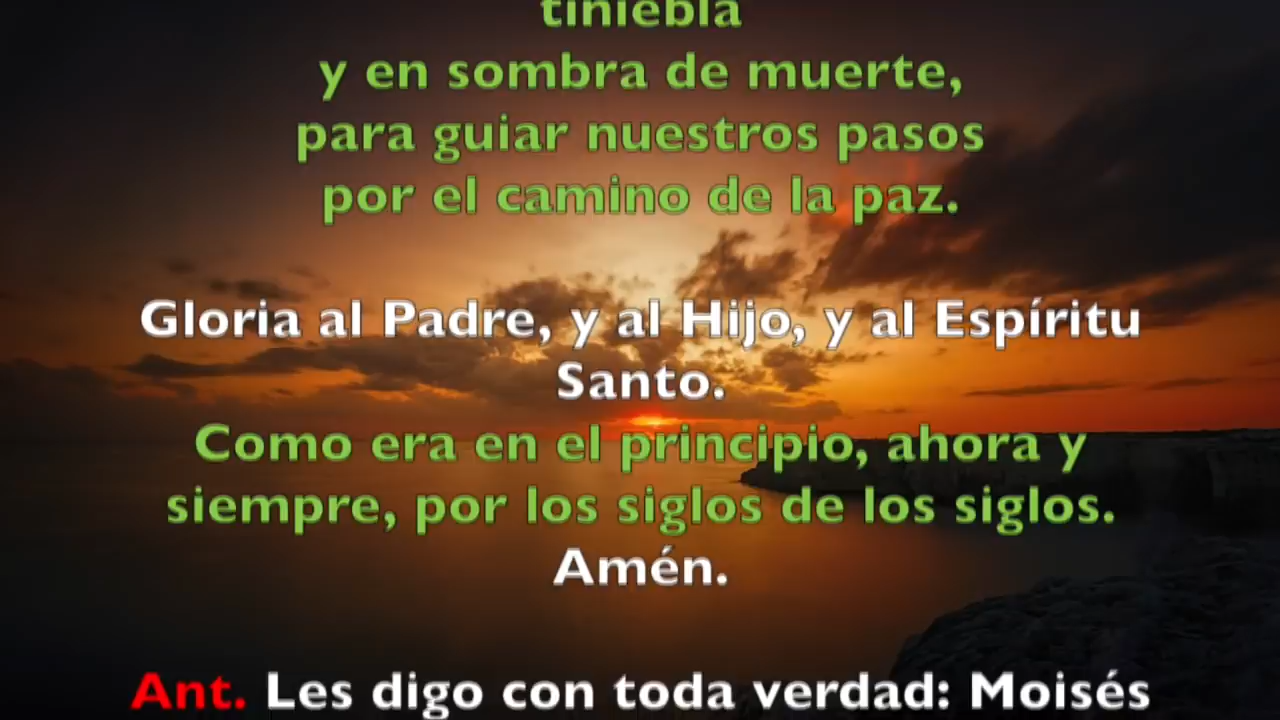 tiniebla
y en sombra de muerte,
para guiar nuestros pasos
por el camino de la paz.
Gloria al Padre, y al Hijo, y al Espíritu
Santo.
Como era en el principio, ahora y
siempre, por los siglos de los siglos.
Amén.
Ant. Les digo con toda verdad: Moisés